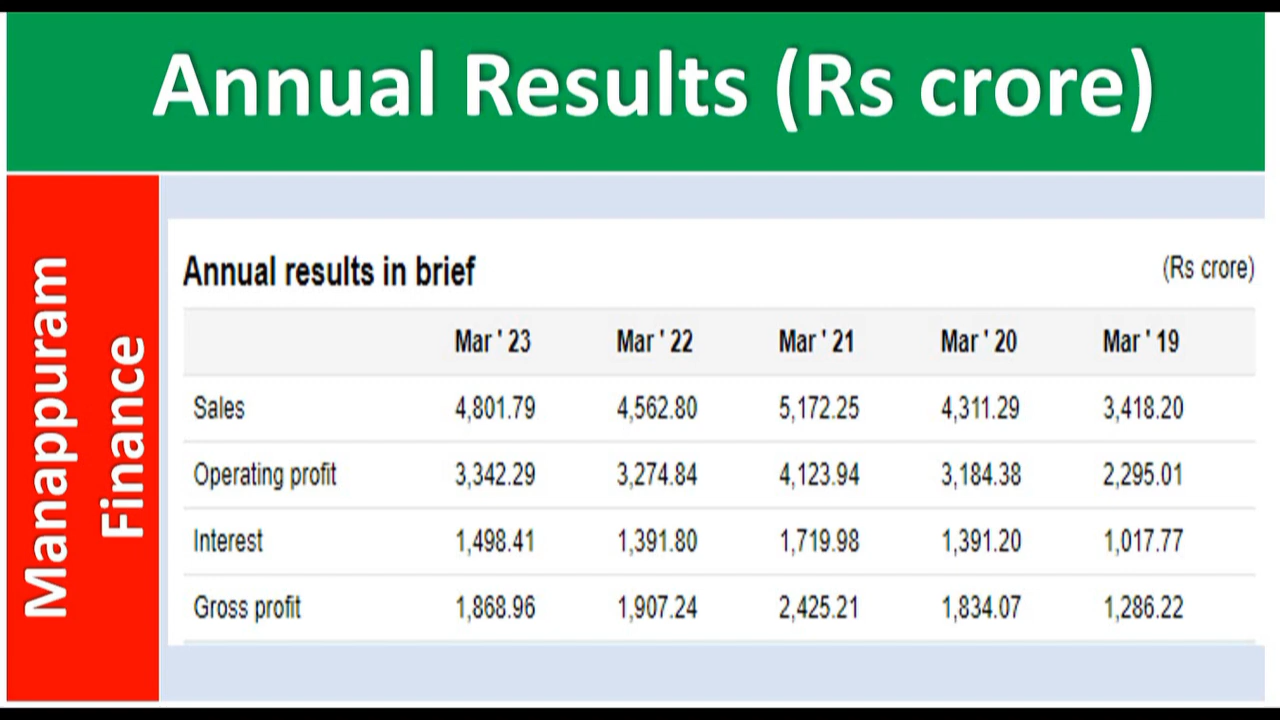 Annual Results (Rs crore)
Manappuram
Finance
Annual results in brief
(Rs crore)
Mar ' 23 Mar ' 22 Mar ' 21 Mar ' 20 Mar ' 19
Sales 4,801.79 4,562.80 5,172.25 4,311.29 3,418.20
Operating profit 3,342.29 3,274.84 4,123.94 3,184.38 2,295.01
Interest 1,498.41 1,391.80 1,719.98 1,391.20 1,017.77
Gross profit 1,868.96 1,907.24 2,425.21 1,834.07 1,286.22